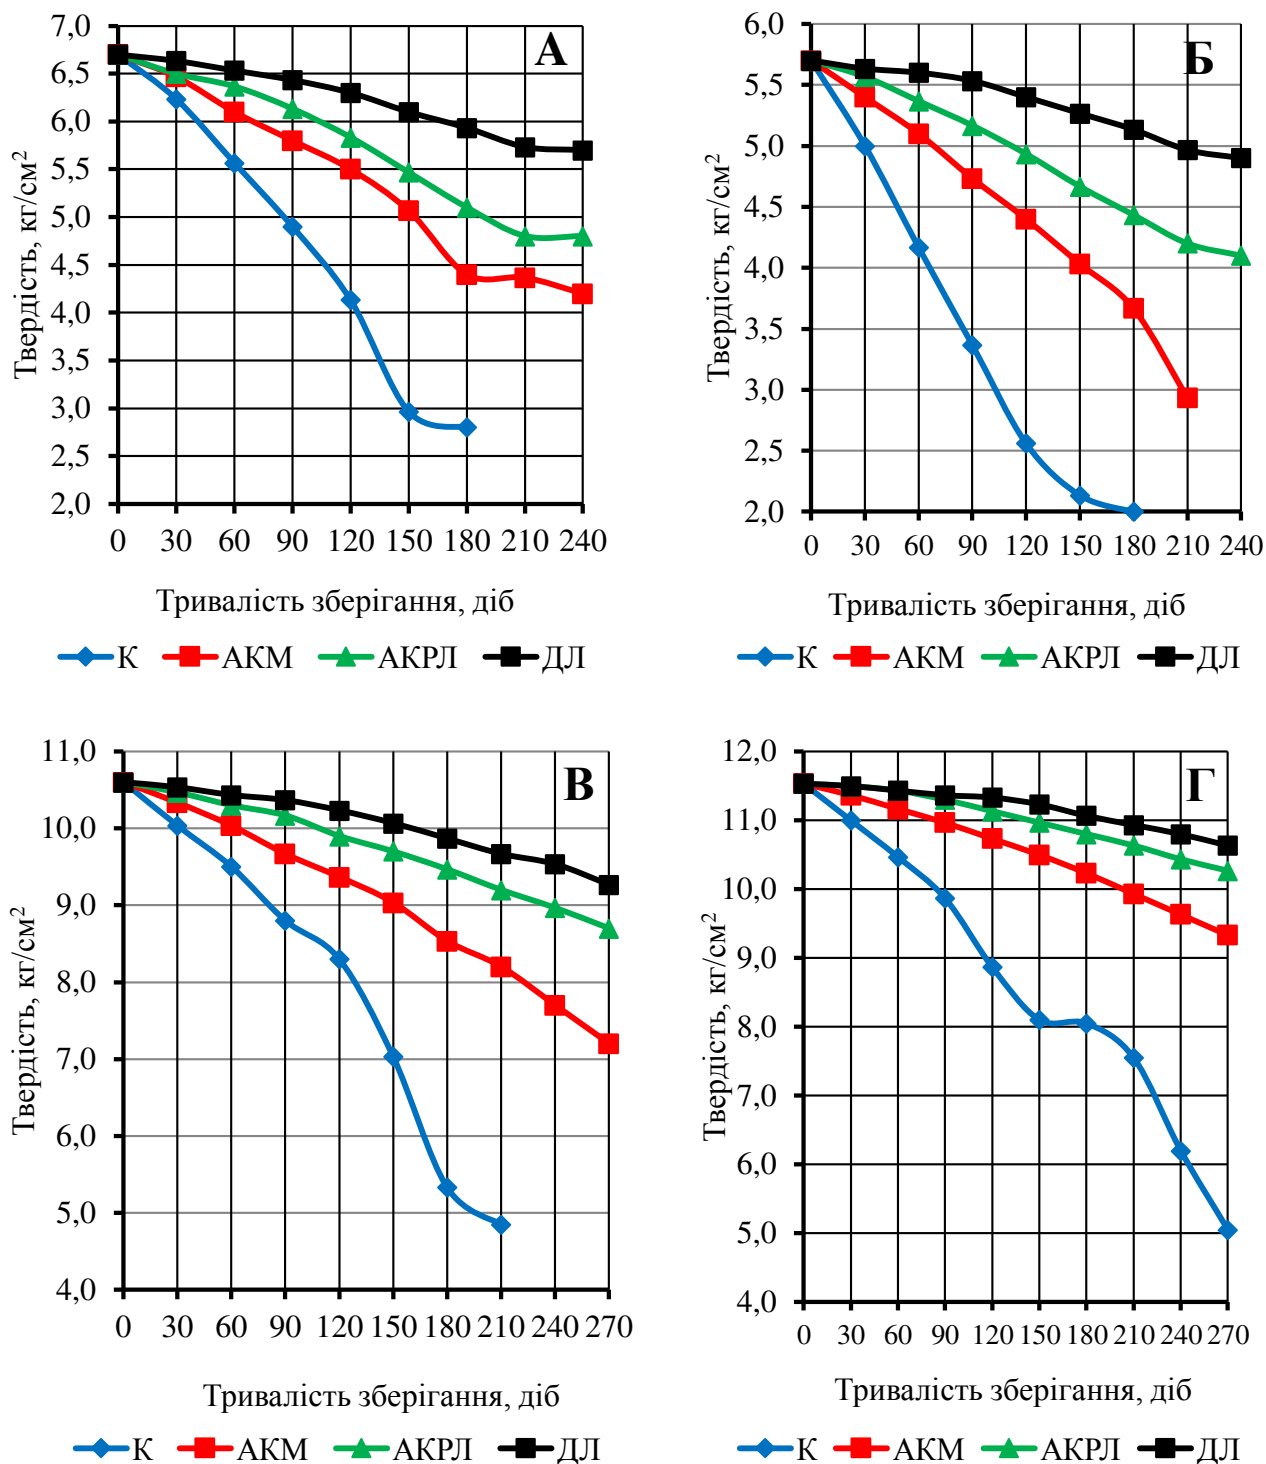 А
Твердість, кг/см²
7,0
6,5
6,0
5,5
5,0
4,5
4,0
3,5
3,0
2,5
2,0
0 30 60 90 120 150 180 210 240
Тривалість зберігання, діб
К АКМ АКРЛ ДЛ
Б
Твердість, кг/см²
6,0
5,5
5,0
4,5
4,0
3,5
3,0
2,5
2,0
0 30 60 90 120 150 180 210 240
Тривалість зберігання, діб
К АКМ АКРЛ ДЛ
В
Твердість, кг/см²
11,0
10,0
9,0
8,0
7,0
6,0
5,0
4,0
0 30 60 90 120 150 180 210 240 270
Тривалість зберігання, діб
К АКМ АКРЛ ДЛ
Г
Твердість, кг/см²
12,0
11,0
10,0
9,0
8,0
7,0
6,0
5,0
4,0
0 30 60 90 120 150 180 210 240 270
Тривалість зберігання, діб
К АКМ АКРЛ ДЛ